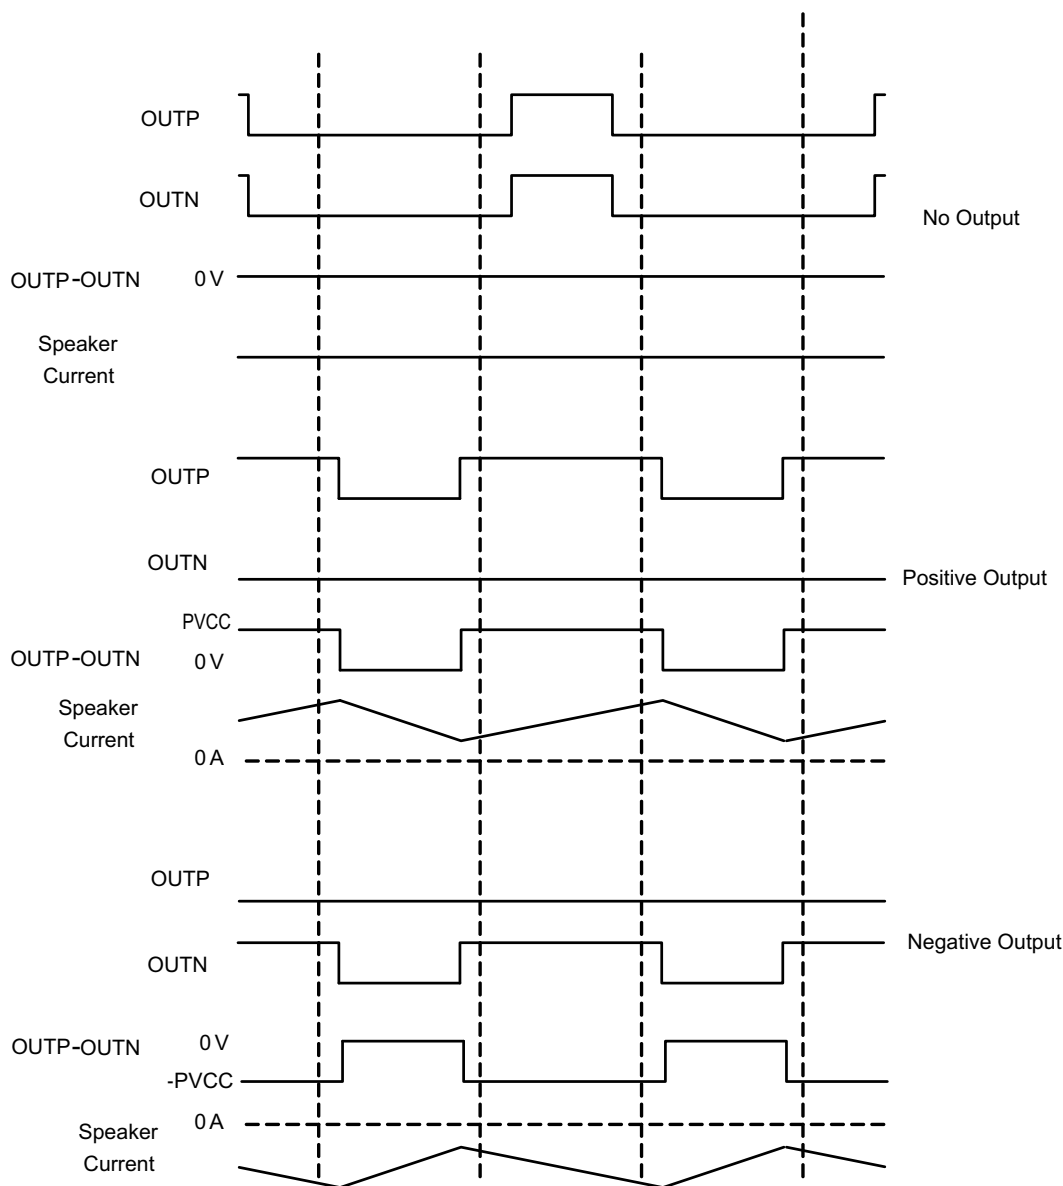 OUTP
OUTN
No Output
OUTP-OUTN 0 V
Speaker
Current
OUTP
OUTN
Positive Output
PVCC
OUTP-OUTN 0 V
Speaker
Current
0 A
OUTP
Negative Output
OUTN
OUTP-OUTN 0 V
-PVCC
0 A
Speaker
Current